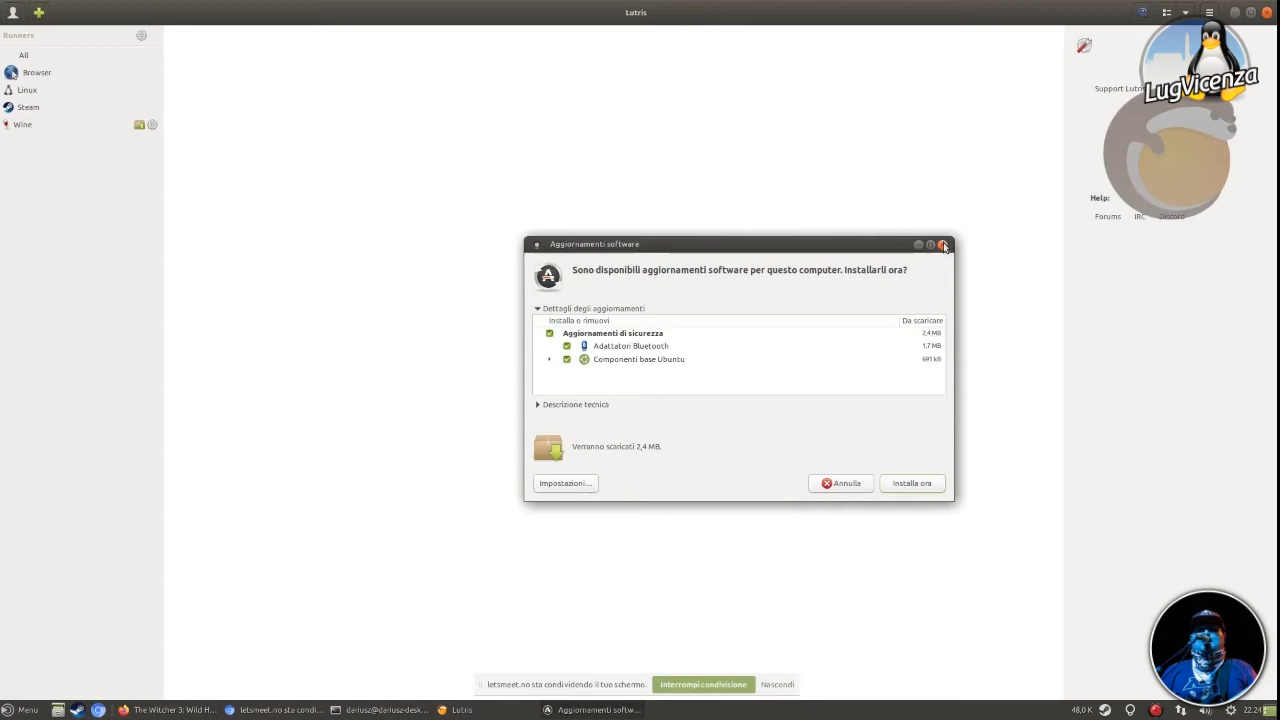 Lutris
Runners
All
Browser
Linux
Steam
Wine
LugVicenza
Support Lutris
Help:
Forums IRC Discord
Aggiornamenti software
Sono disponibili aggiornamenti software per questo computer. Installarli ora?
Dettagli degli aggiornamenti
Installa o rimuovi Da scaricare
Aggiornamenti di sicurezza 2,4 MB
Adattatori Bluetooth 1,7 MB
Componenti base Ubuntu 691 kB
Descrizione tecnica
Verranno scaricati 2,4 MB.
Impostazioni... Annulla Installa ora
letsmeet.no sta condividendo il tuo schermo. Interrompi condivisione Nascondi
Menu The Witcher 3: Wild H... letsmeet.no sta condi... dariusz@dariusz-desk... Lutris Aggiornamenti softw... 48,0 K 22:24